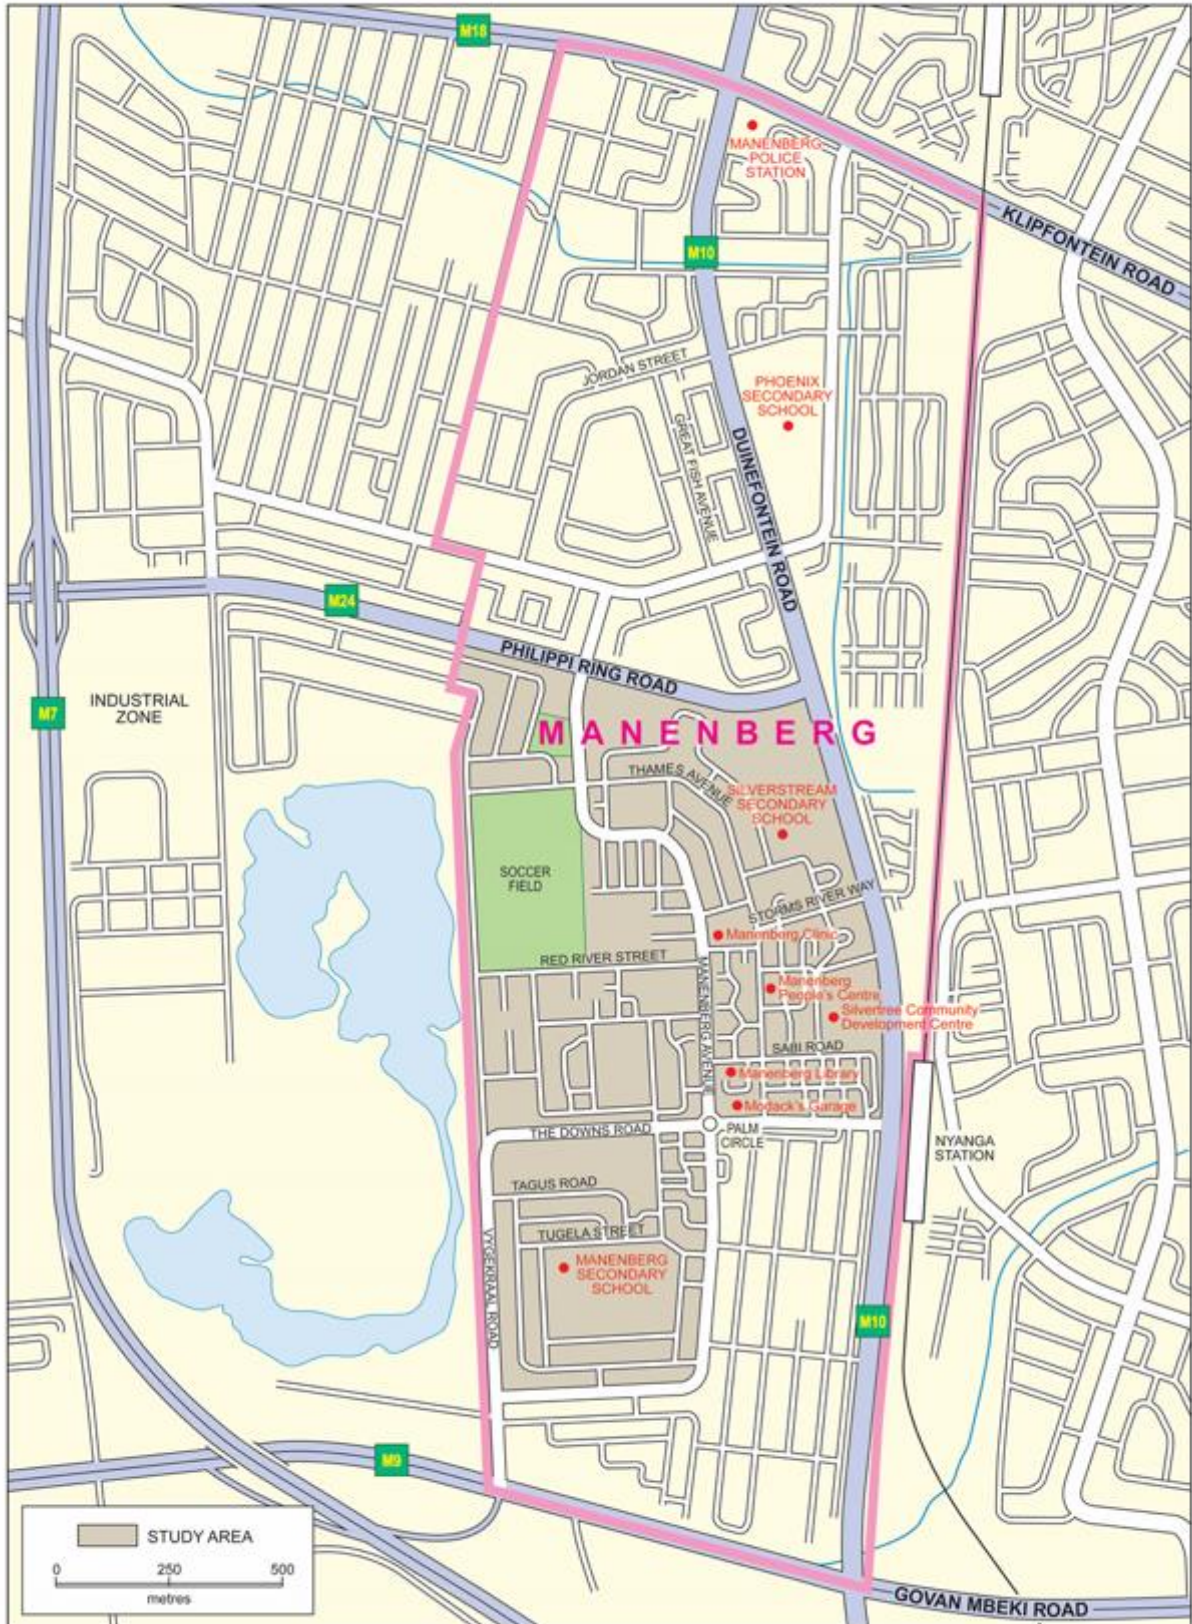 M18
MANENBERG
POLICE
STATION
KLIPFONTEIN ROAD
M10
JORDAN STREET
PHOENIX
SECONDARY
SCHOOL
GREAT FISH AVENUE
DUINEFONTEIN ROAD
M24
PHILIPPI RING ROAD
INDUSTRIAL
ZONE
M7
MANENBERG
THAMES AVENUE
SILVERSTREAM
SECONDARY
SCHOOL
SOCCER
FIELD
STORMS RIVER WAY
Manenberg Clinic
RED RIVER STREET
MANENBERG AVENUE
Manenberg
People's Centre
Silvertree Community
Development Centre
SABI ROAD
Manenberg Library
Modack's Garage
THE DOWNS ROAD
PALM
CIRCLE
NYANGA
STATION
TAGUS ROAD
TUGELA STREET
VYGEKRAAL ROAD
MANENBERG
SECONDARY
SCHOOL
M10
M9
STUDY AREA
0 250 500
metres
GOVAN MBEKI ROAD